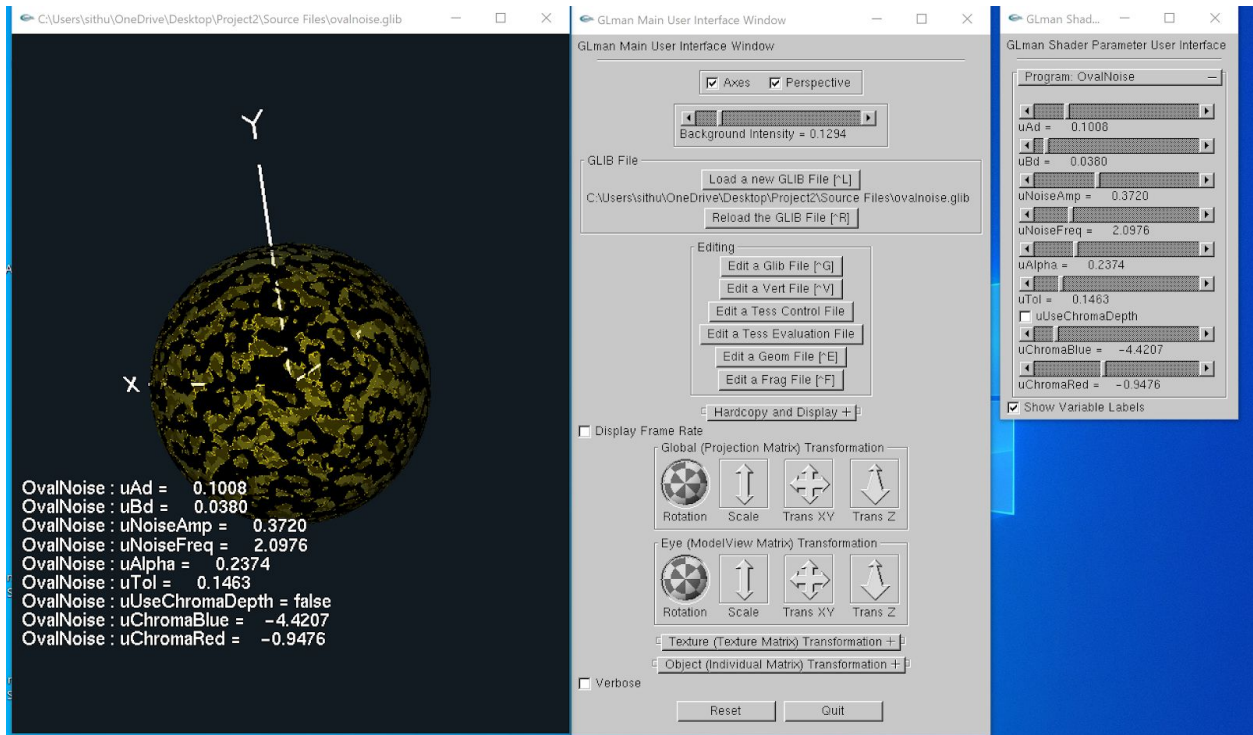 C:\Users\sithu\OneDrive\Desktop\Project2\Source Files\ovalnoise.glib
Y
X
OvalNoise : uAd = 0.1008
OvalNoise : uBd = 0.0380
OvalNoise : uNoiseAmp = 0.3720
OvalNoise : uNoiseFreq = 2.0976
OvalNoise : uAlpha = 0.2374
OvalNoise : uTol = 0.1463
OvalNoise : uUseChromaDepth = false
OvalNoise : uChromaBlue = -4.4207
OvalNoise : uChromaRed = -0.9476
GLman Main User Interface Window
GLman Main User Interface Window
Axes Perspective
Background Intensity = 0.1294
GLIB File
Load a new GLIB File [^L]
C:\Users\sithu\OneDrive\Desktop\Project2\Source Files\ovalnoise.glib
Reload the GLIB File [^R]
Editing
Edit a Glib File [^G]
Edit a Vert File [^V]
Edit a Tess Control File
Edit a Tess Evaluation File
Edit a Geom File [^E]
Edit a Frag File [^F]
Hardcopy and Display +
Display Frame Rate
Global (Projection Matrix) Transformation
Rotation Scale Trans XY Trans Z
Eye (ModelView Matrix) Transformation
Rotation Scale Trans XY Trans Z
Texture (Texture Matrix) Transformation +
Object (Individual Matrix) Transformation +
Verbose
Reset Quit
GLman Shad...
GLman Shader Parameter User Interface
Program: OvalNoise
uAd = 0.1008
uBd = 0.0380
uNoiseAmp = 0.3720
uNoiseFreq = 2.0976
uAlpha = 0.2374
uTol = 0.1463
uUseChromaDepth
uChromaBlue = -4.4207
uChromaRed = -0.9476
Show Variable Labels